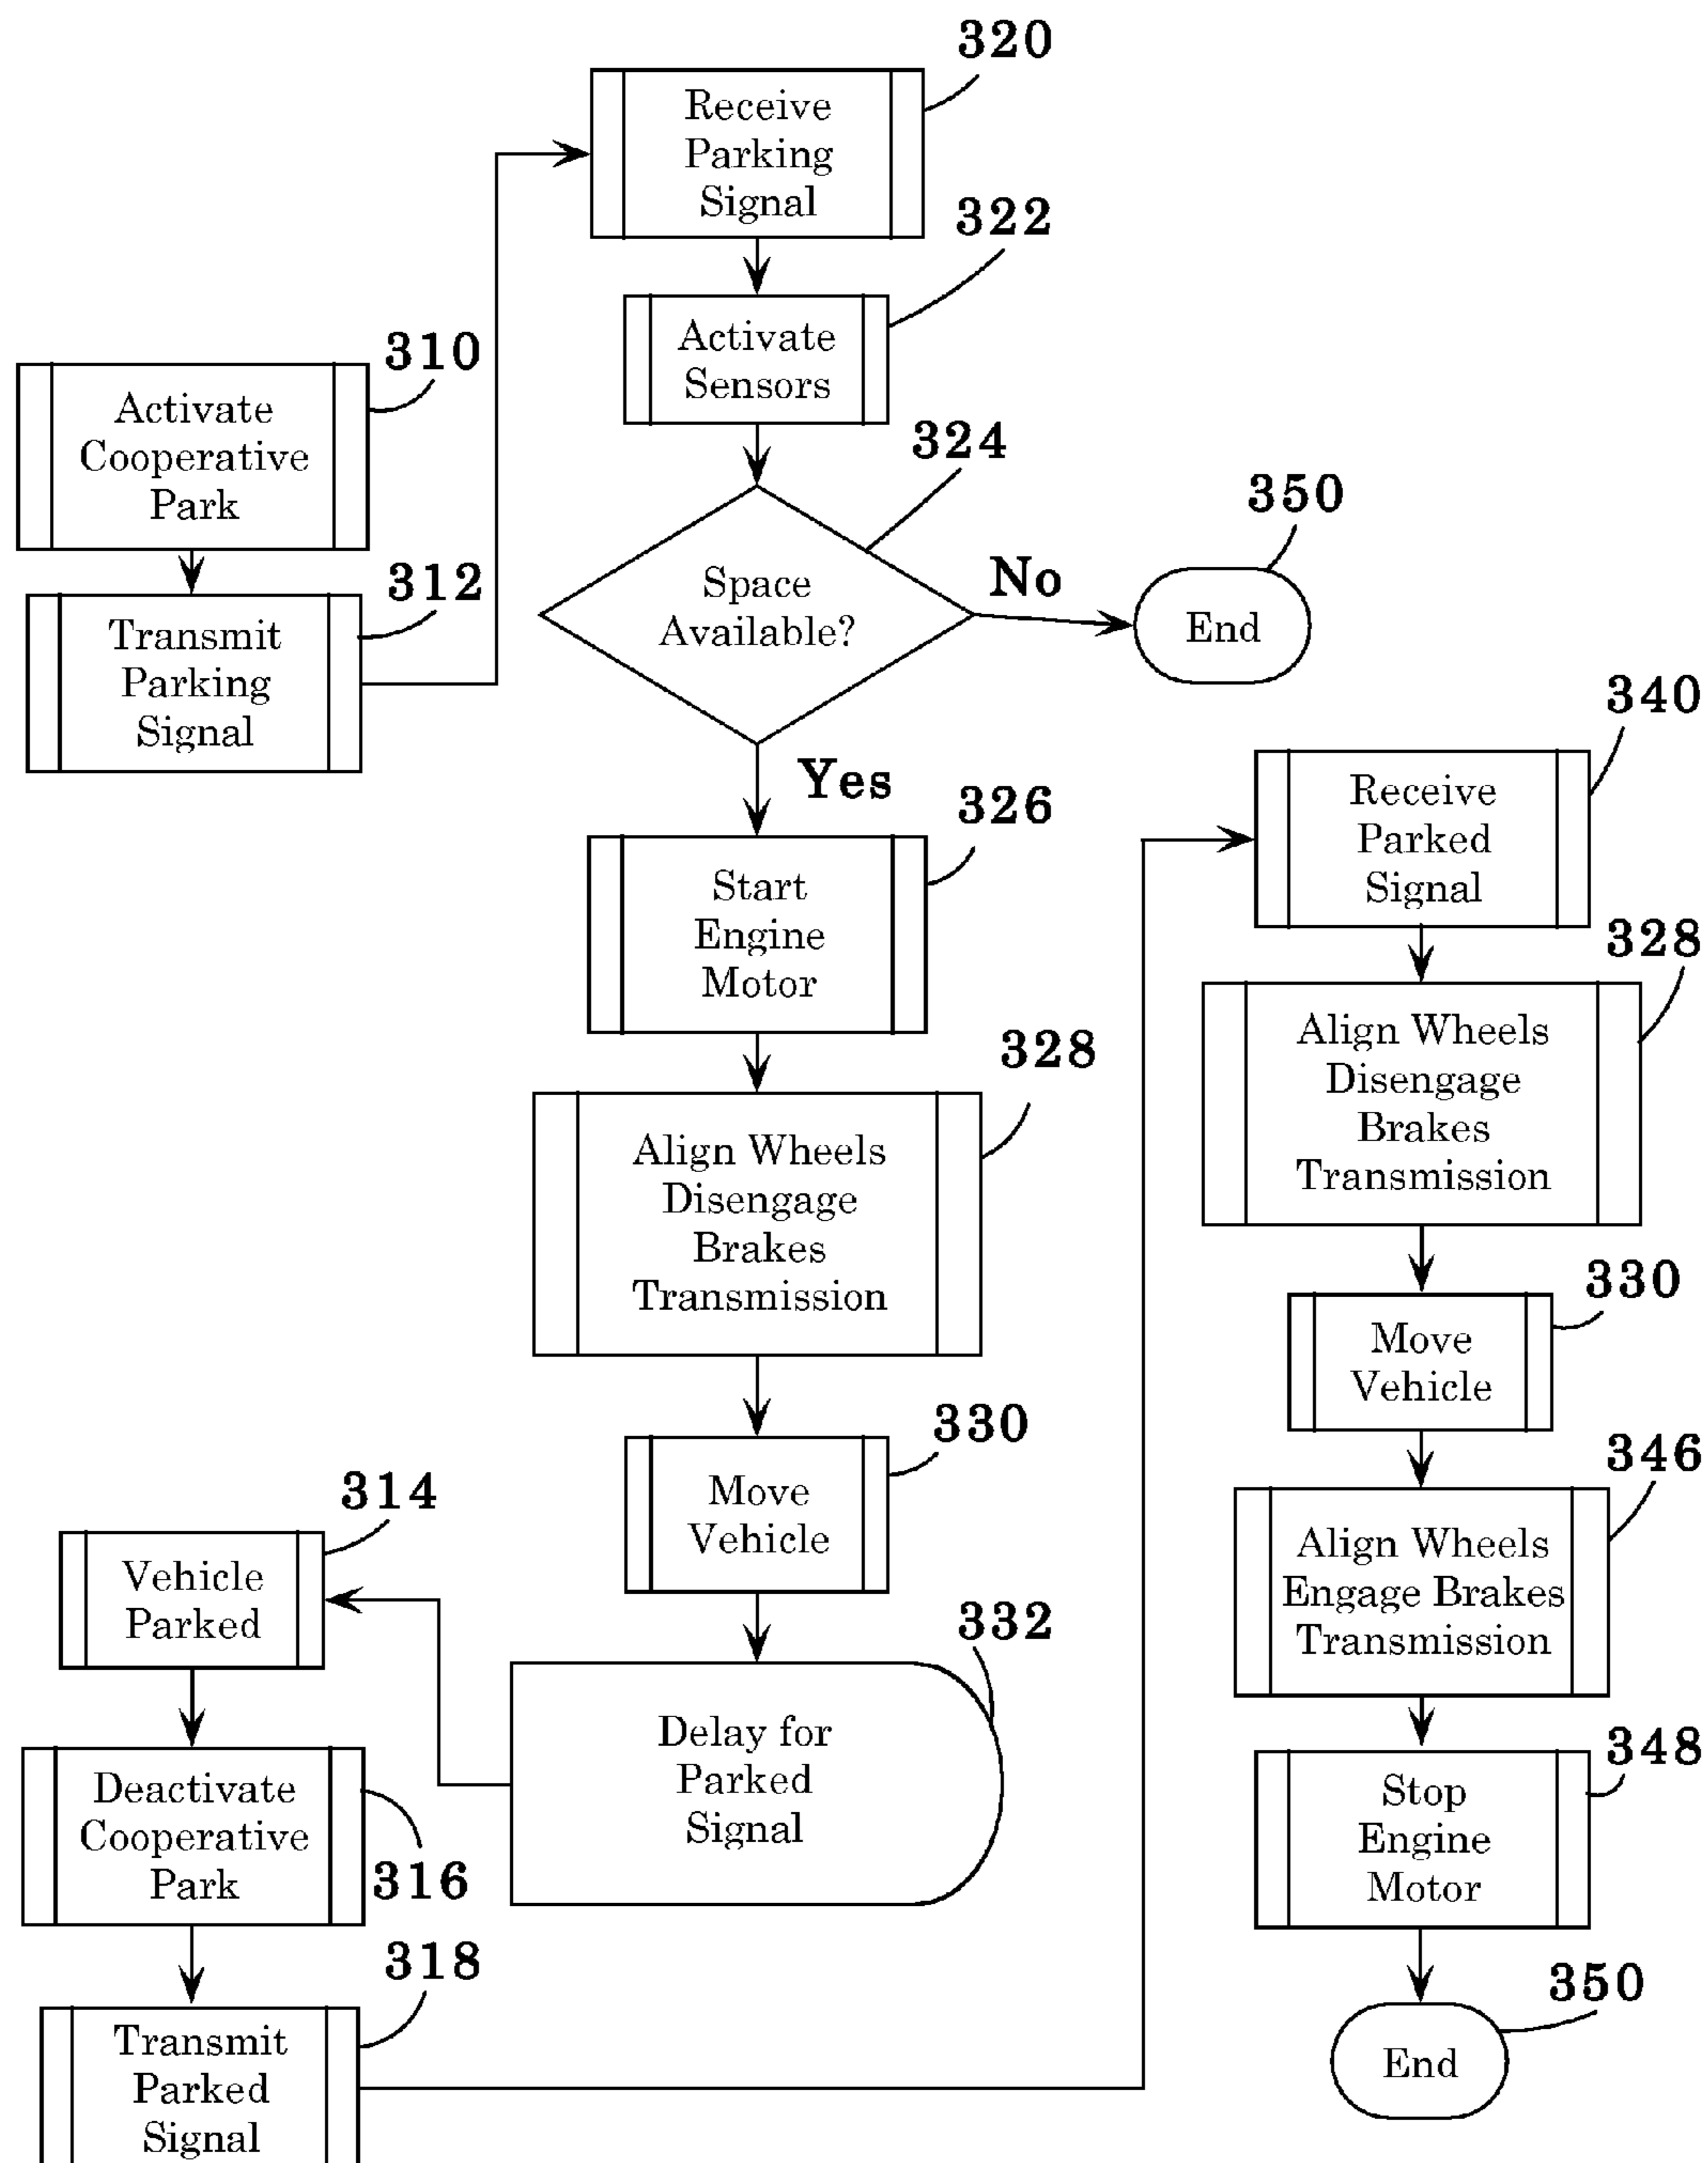 320
Receive
Parking
Signal
322
Activate
Sensors
310
Activate
Cooperative
Park
312
Transmit
Parking
Signal
324
Space
Available?
No
350
End
Yes
326
Start
Engine
Motor
328
Align Wheels
Disengage
Brakes
Transmission
330
Move
Vehicle
332
Delay for
Parked
Signal
314
Vehicle
Parked
316
Deactivate
Cooperative
Park
318
Transmit
Parked
Signal
340
Receive
Parked
Signal
328
Align Wheels
Disengage
Brakes
Transmission
330
Move
Vehicle
346
Align Wheels
Engage Brakes
Transmission
348
Stop
Engine
Motor
350
End